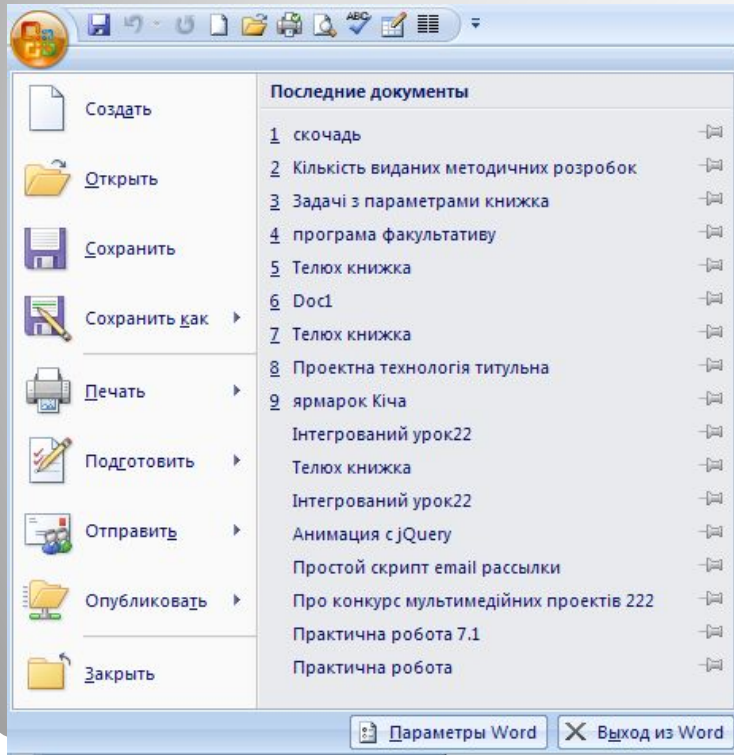 ABC
Создать
Открыть
Сохранить
Сохранить как
Печать
Подготовить
Отправить
Опубликовать
Закрыть
Последние документы
1 скочадь
2 Кількість виданих методичних розробок
3 Задачі з параметрами книжка
4 програма факультативу
5 Телюх книжка
6 Doc1
7 Телюх книжка
8 Проектна технологія титульна
9 ярмарок Кіча
Інтегрований урок22
Телюх книжка
Інтегрований урок22
Анимация с jQuery
Простой скрипт email рассылки
Про конкурс мультимедійних проектів 222
Практична робота 7.1
Практична робота
Параметры Word
Выход из Word